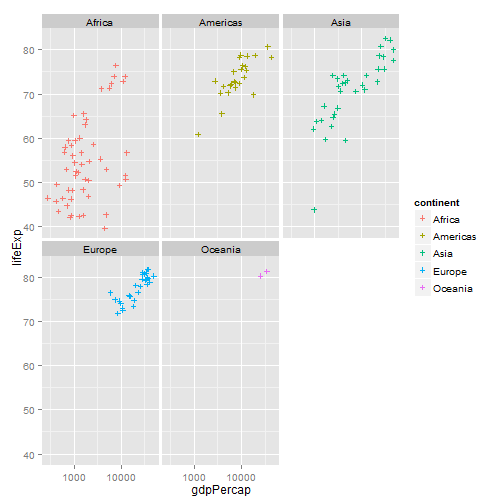 Africa
Americas
Asia
80
70
60
50
40
Europe
Oceania
80
70
60
50
40
1000
10000
1000
10000
lifeExp
gdpPercap
continent
Africa
Americas
Asia
Europe
Oceania